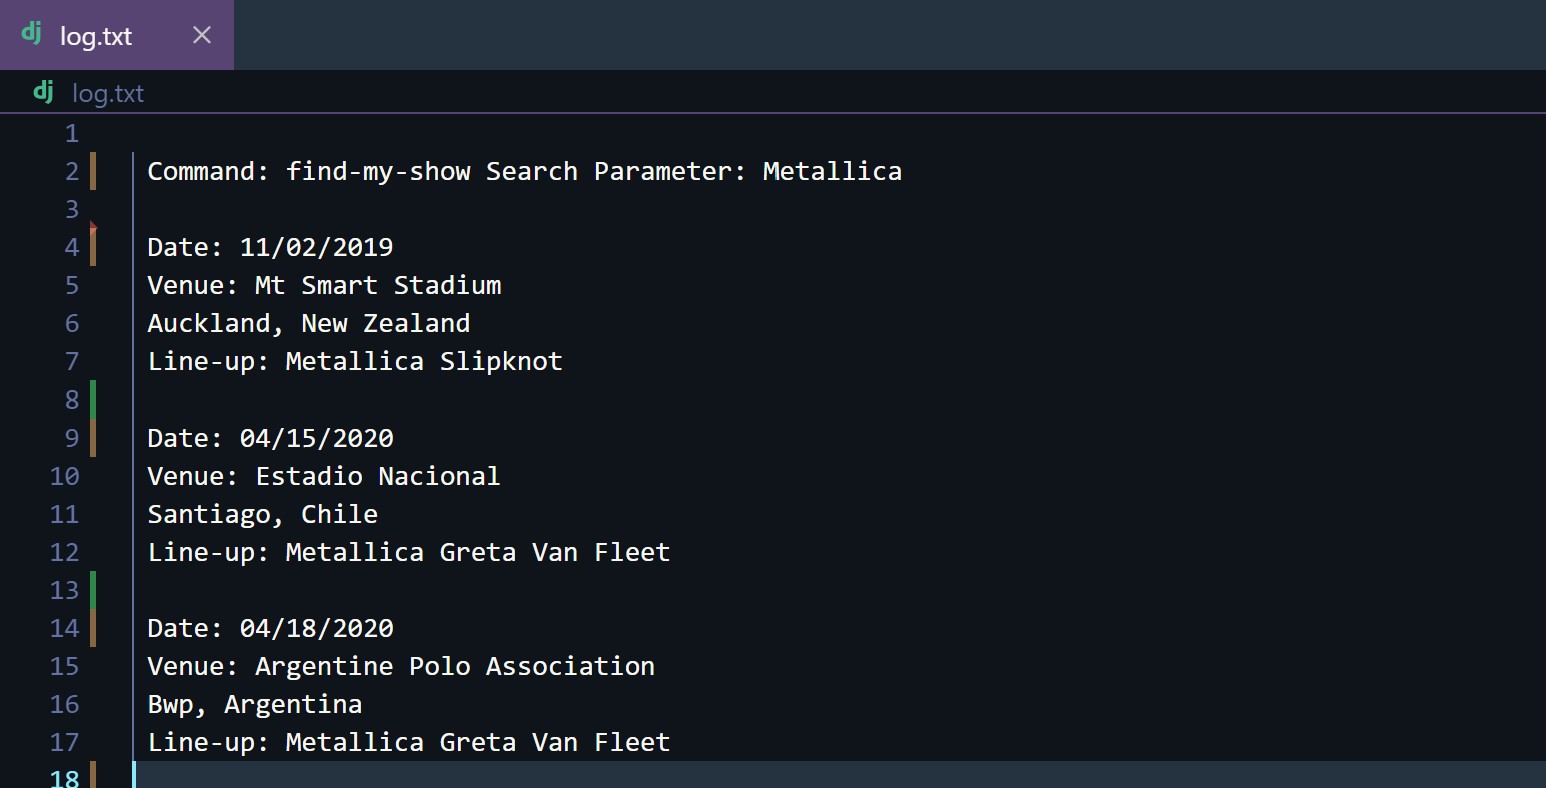 dj log.txt ×
dj log.txt
1
2 Command: find-my-show Search Parameter: Metallica
3
4 Date: 11/02/2019
5 Venue: Mt Smart Stadium
6 Auckland, New Zealand
7 Line-up: Metallica Slipknot
8
9 Date: 04/15/2020
10 Venue: Estadio Nacional
11 Santiago, Chile
12 Line-up: Metallica Greta Van Fleet
13
14 Date: 04/18/2020
15 Venue: Argentine Polo Association
16 Bwp, Argentina
17 Line-up: Metallica Greta Van Fleet
18